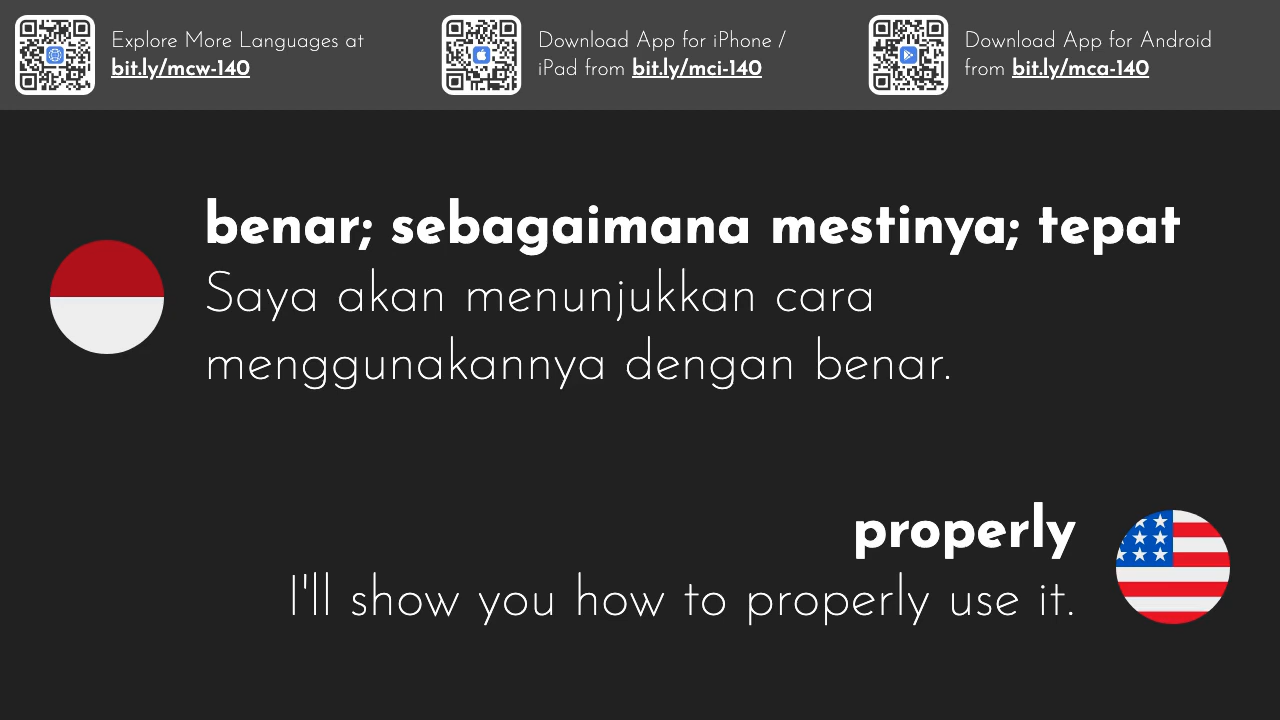 Explore More Languages at
bit.ly/mcw-140
Download App for iPhone /
iPad from bit.ly/mci-140
Download App for Android
from bit.ly/mca-140
benar; sebagaimana mestinya; tepat
Saya akan menunjukkan cara
menggunakannya dengan benar.
properly
I'll show you how to properly use it.